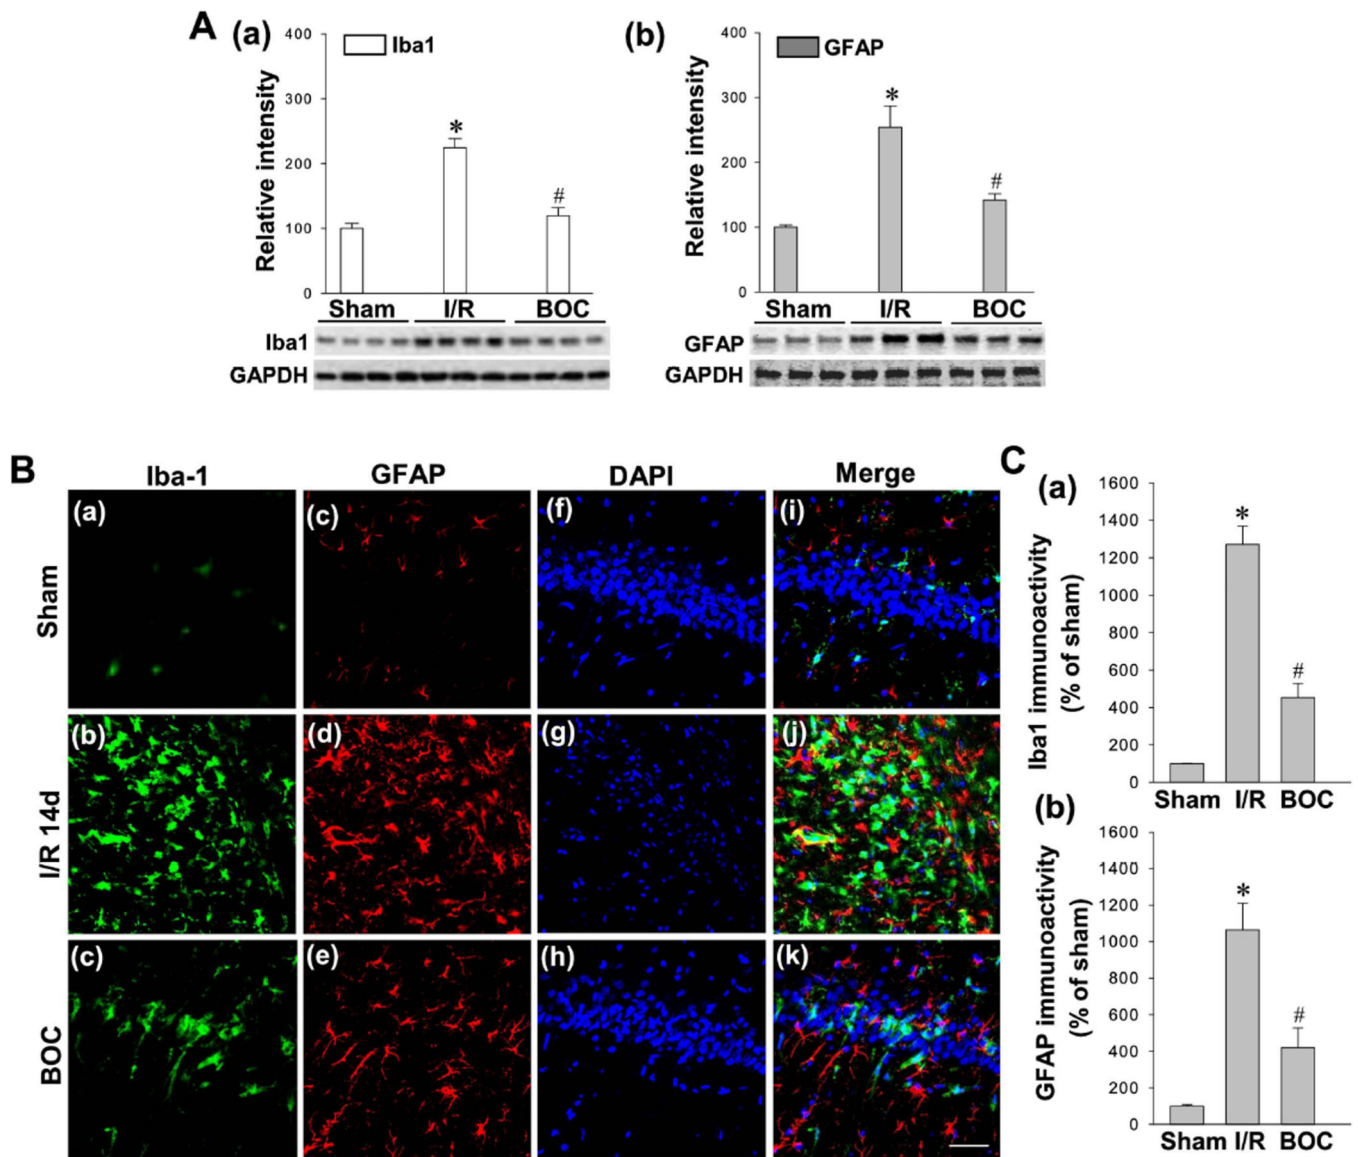 A
(a)
400
300
200
100
0
Relative intensity
Iba1
*
#
Sham I/R BOC
Iba1
GAPDH
(b)
400
300
200
100
0
Relative intensity
GFAP
*
#
Sham I/R BOC
GFAP
GAPDH
B
Iba-1 GFAP DAPI Merge
Sham
(a) (c) (f) (i)
I/R 14d
(b) (d) (g) (j)
BOC
(c) (e) (h) (k)
C
(a)
1600
1400
1200
1000
800
600
400
200
0
Iba1 immunoactivity
(% of sham)
*
#
Sham I/R BOC
(b)
1600
1400
1200
1000
800
600
400
200
0
GFAP immunoactivity
(% of sham)
*
#
Sham I/R BOC